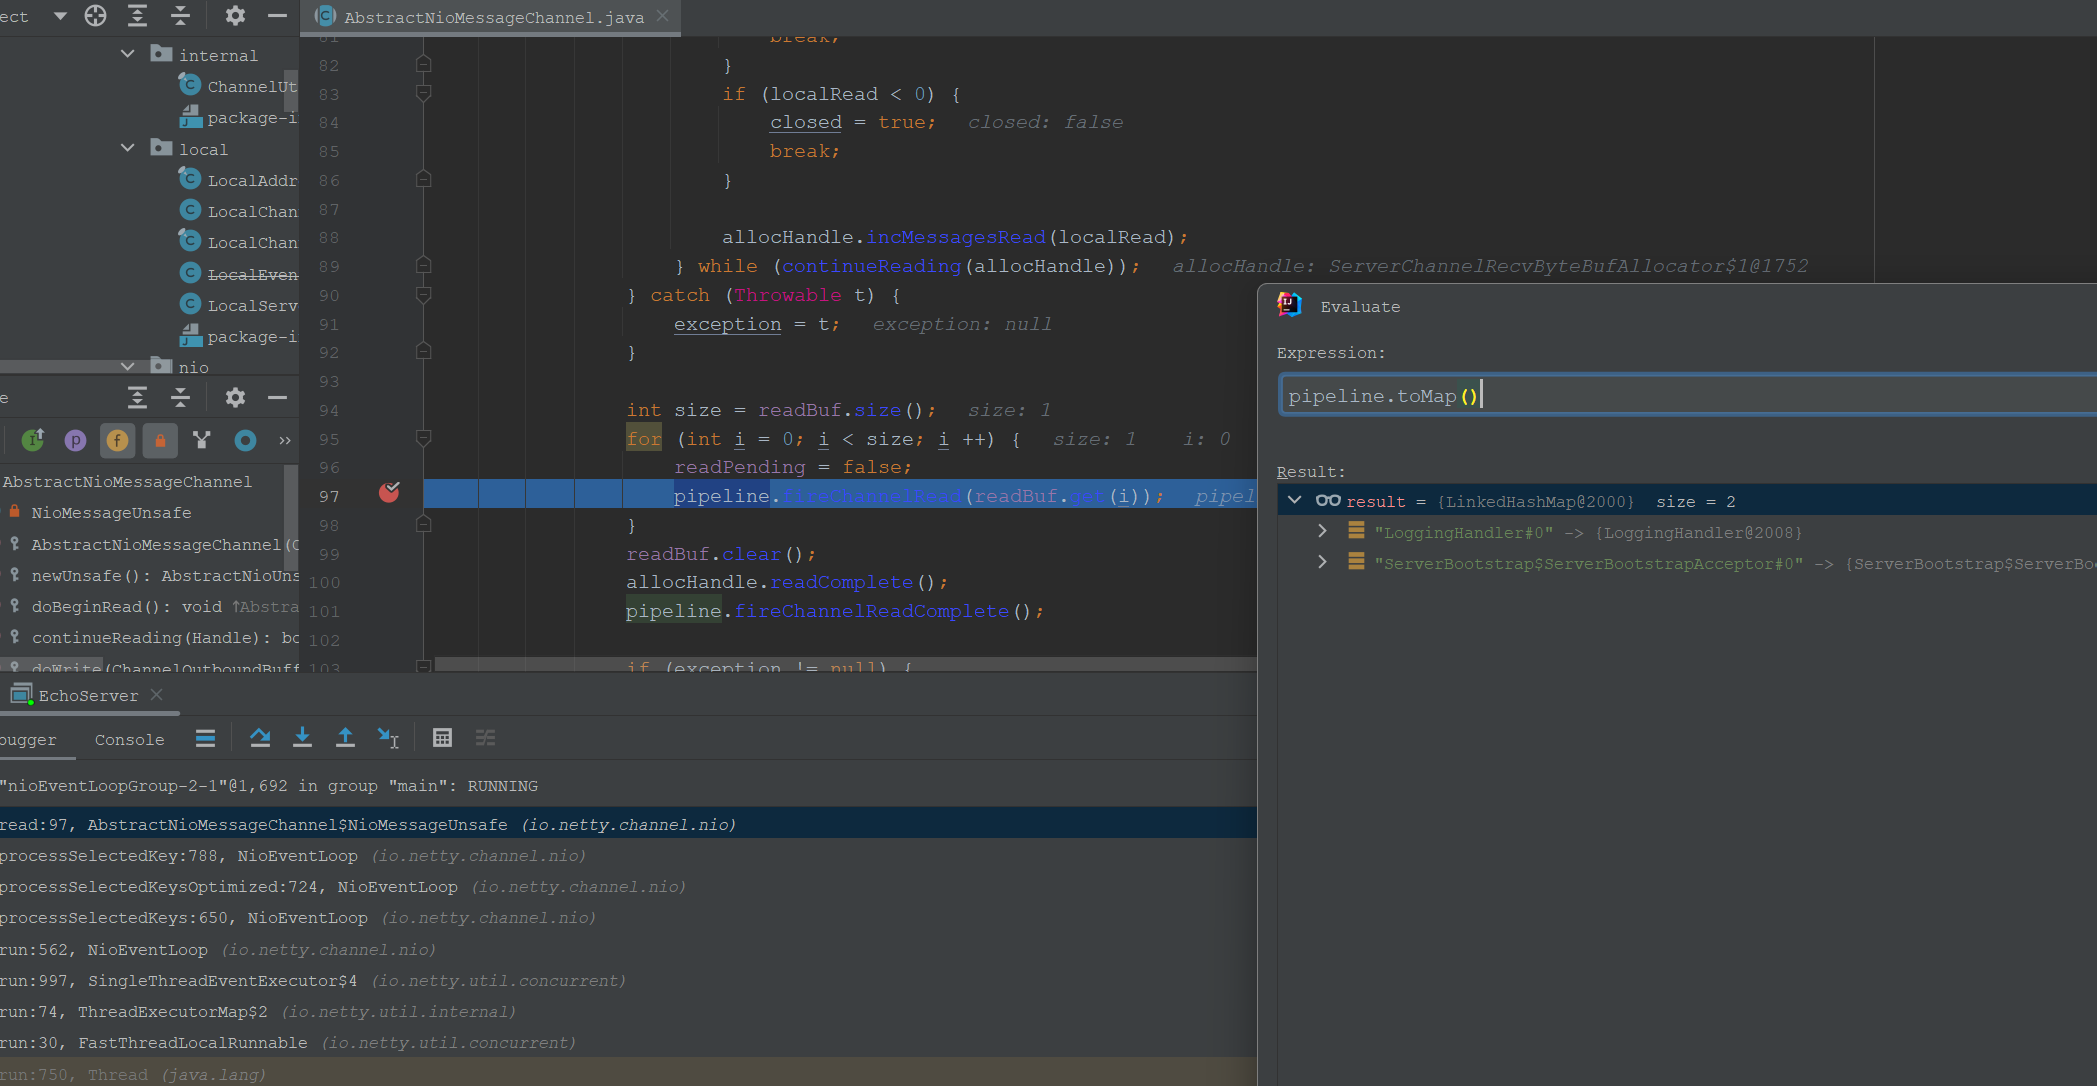 ect
internal
ChannelUt
package-i
local
LocalAddr
LocalChan
LocalChan
LocalEven
LocalServ
package-i
nio
e
p
f
»
AbstractNioMessageChannel
NioMessageUnsafe
AbstractNioMessageChannel(C
newUnsafe(): AbstractNioUns
doBeginRead(): void ↑Abstra
continueReading(Handle): bo
doWrite(ChannelOutboundBuff
AbstractNioMessageChannel.java
81 break;
82 }
83 if (localRead < 0) {
84 closed = true; closed: false
85 break;
86 }
87
88 allocHandle.incMessagesRead(localRead);
89 } while (continueReading(allocHandle)); allocHandle: ServerChannelRecvByteBufAllocator$1@1752
90 } catch (Throwable t) {
91 exception = t; exception: null
92 }
93
94 int size = readBuf.size(); size: 1
95 for (int i = 0; i < size; i ++) { size: 1 i: 0
96 readPending = false;
97 pipeline.fireChannelRead(readBuf.get(i)); pipel
98 }
99 readBuf.clear();
100 allocHandle.readComplete();
101 pipeline.fireChannelReadComplete();
102
103 if (exception != null) {
Evaluate
Expression:
pipeline.toMap()
Result:
result = {LinkedHashMap@2000} size = 2
"LoggingHandler#0" -> {LoggingHandler@2008}
"ServerBootstrap$ServerBootstrapAcceptor#0" -> {ServerBootstrap$ServerBoo
EchoServer
bugger Console
"nioEventLoopGroup-2-1"@1,692 in group "main": RUNNING
read:97, AbstractNioMessageChannel$NioMessageUnsafe (io.netty.channel.nio)
processSelectedKey:788, NioEventLoop (io.netty.channel.nio)
processSelectedKeysOptimized:724, NioEventLoop (io.netty.channel.nio)
processSelectedKeys:650, NioEventLoop (io.netty.channel.nio)
run:562, NioEventLoop (io.netty.channel.nio)
run:997, SingleThreadEventExecutor$4 (io.netty.util.concurrent)
run:74, ThreadExecutorMap$2 (io.netty.util.internal)
run:30, FastThreadLocalRunnable (io.netty.util.concurrent)
run:750, Thread (java.lang)